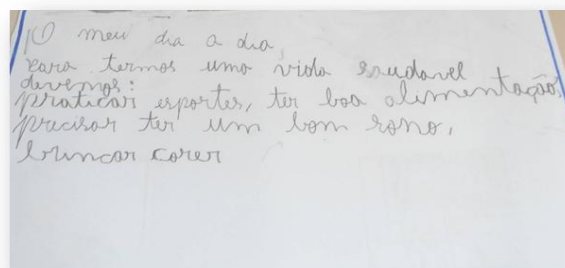 O meu dia a dia,
para termos uma vida saudavel
devemos:
praticar esportes, ter boa alimentação,
precisar ter um bom sono,
brincar correr